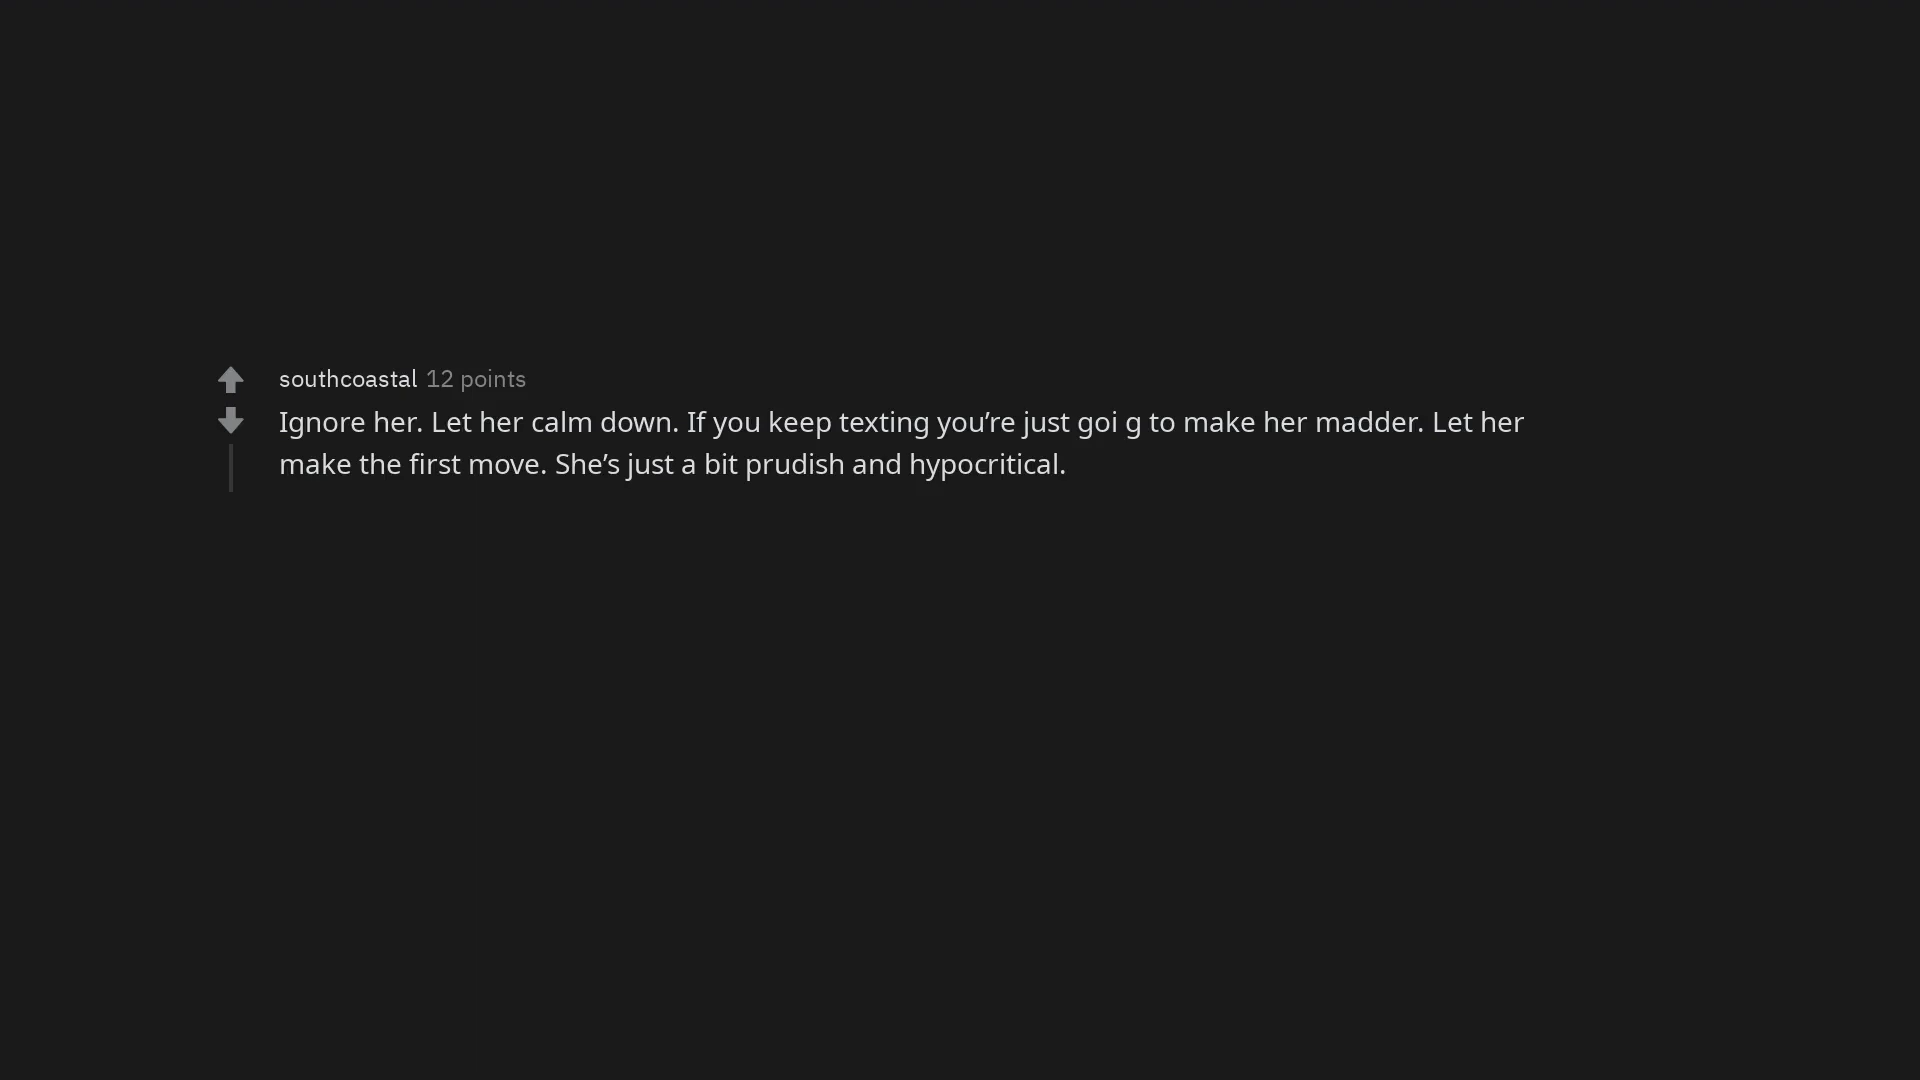 southcoastal 12 points
Ignore her. Let her calm down. If you keep texting you’re just goi g to make her madder. Let her
make the first move. She’s just a bit prudish and hypocritical.